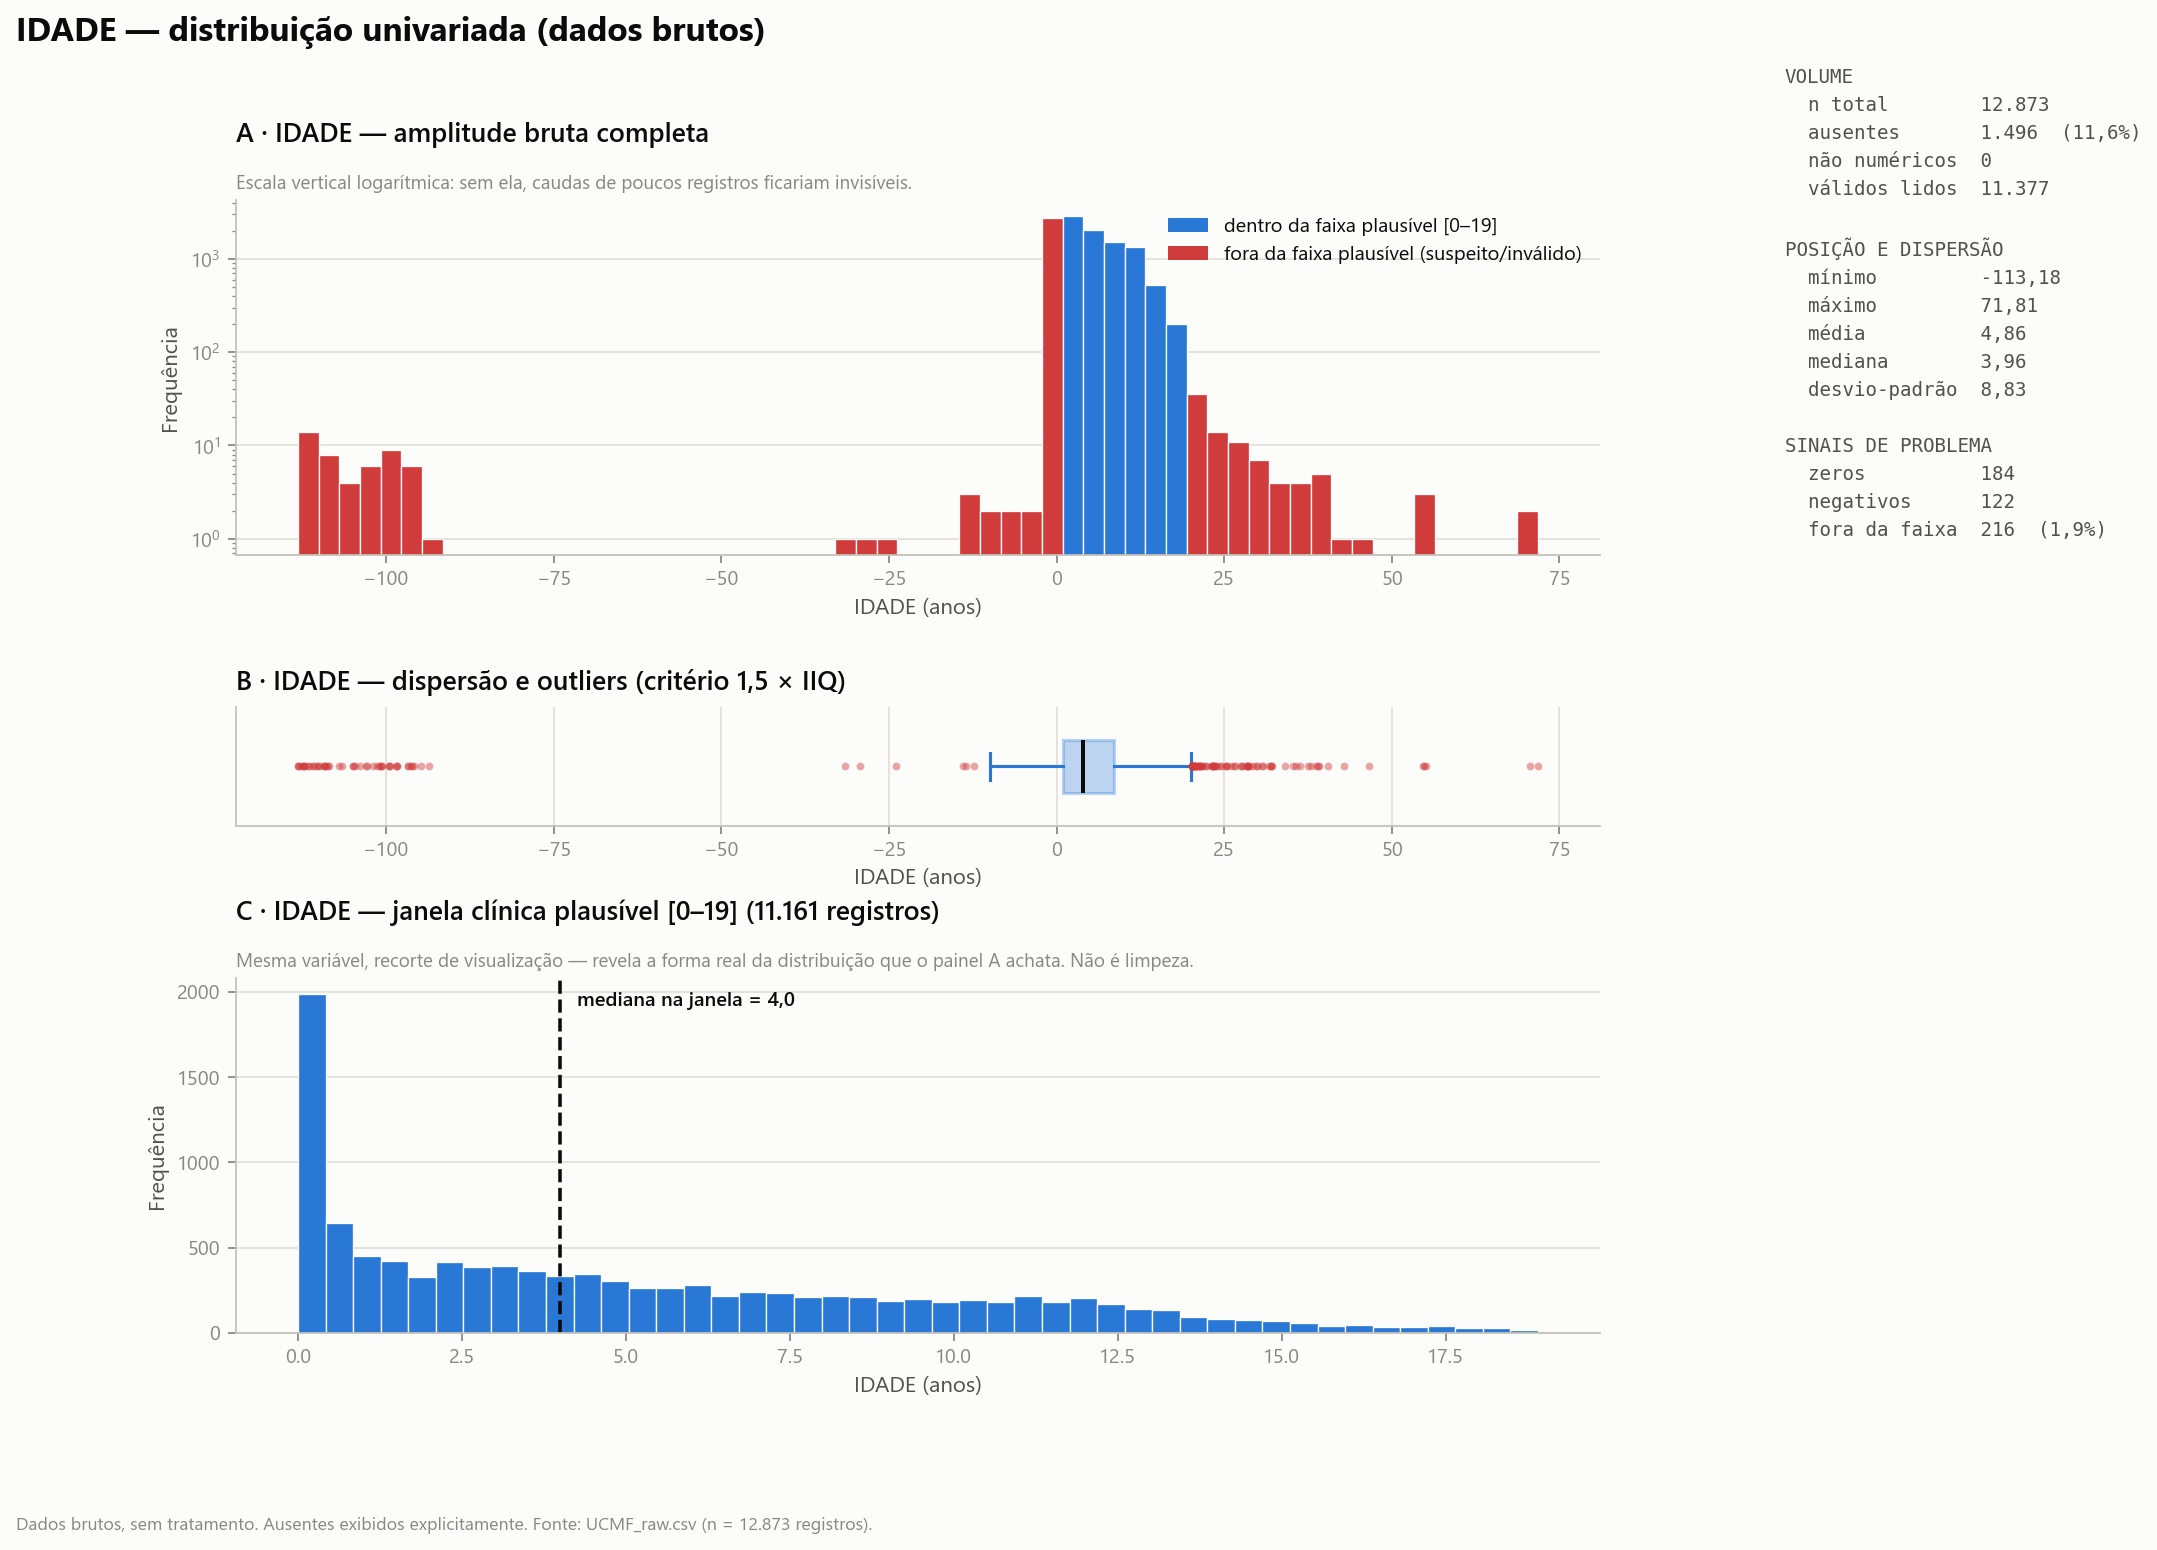 IDADE — distribuição univariada (dados brutos)
A · IDADE — amplitude bruta completa
Escala vertical logarítmica: sem ela, caudas de poucos registros ficariam invisíveis.
dentro da faixa plausível [0–19]
fora da faixa plausível (suspeito/inválido)
Frequência
10³
10²
10¹
10⁰
−100 −75 −50 −25 0 25 50 75
IDADE (anos)
B · IDADE — dispersão e outliers (critério 1,5 × IIQ)
−100 −75 −50 −25 0 25 50 75
IDADE (anos)
C · IDADE — janela clínica plausível [0–19] (11.161 registros)
Mesma variável, recorte de visualização — revela a forma real da distribuição que o painel A achata. Não é limpeza.
mediana na janela = 4,0
Frequência
2000
1500
1000
500
0
0.0 2.5 5.0 7.5 10.0 12.5 15.0 17.5
IDADE (anos)
VOLUME
n total 12.873
ausentes 1.496 (11,6%)
não numéricos 0
válidos lidos 11.377
POSIÇÃO E DISPERSÃO
mínimo -113,18
máximo 71,81
média 4,86
mediana 3,96
desvio-padrão 8,83
SINAIS DE PROBLEMA
zeros 184
negativos 122
fora da faixa 216 (1,9%)
Dados brutos, sem tratamento. Ausentes exibidos explicitamente. Fonte: UCMF_raw.csv (n = 12.873 registros).